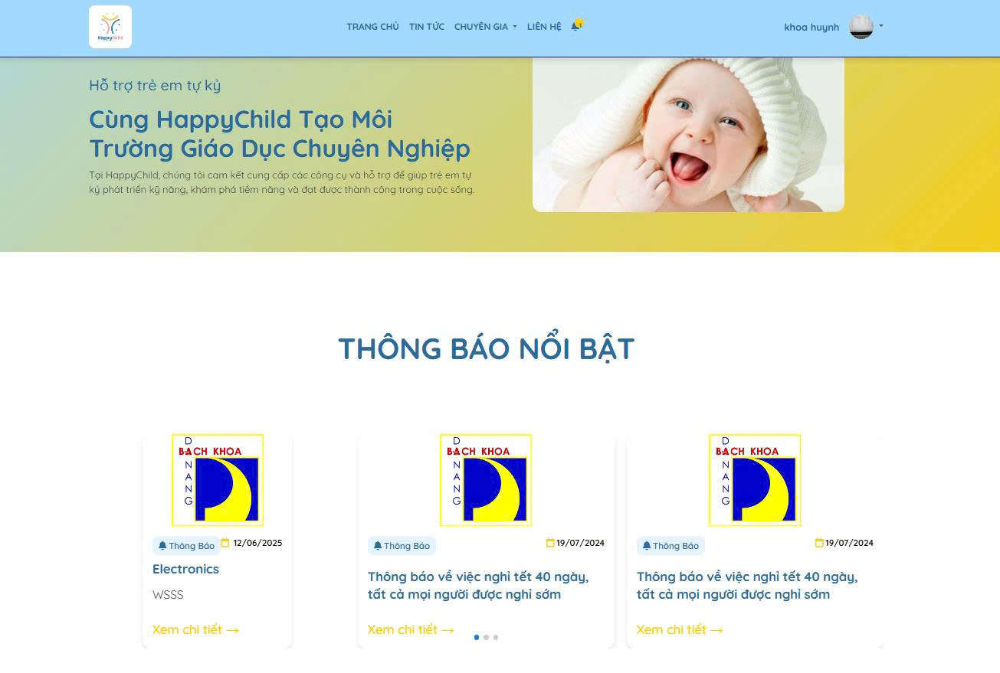 HappyChild
TRANG CHỦ TIN TỨC CHUYÊN GIA LIÊN HỆ 1
khoa huynh
Hỗ trợ trẻ em tự kỷ
Cùng HappyChild Tạo Môi
Trường Giáo Dục Chuyên Nghiệp
Tại HappyChild, chúng tôi cam kết cung cấp các công cụ và hỗ trợ để giúp trẻ em tự
kỷ phát triển kỹ năng, khám phá tiềm năng và đạt được thành công trong cuộc sống.
THÔNG BÁO NỔI BẬT
BACH KHOA
DANANG
Thông Báo 12/06/2025
Electronics
WSSS
Xem chi tiết →
BACH KHOA
DANANG
Thông Báo 19/07/2024
Thông báo về việc nghỉ tết 40 ngày,
tất cả mọi người được nghỉ sớm
Xem chi tiết →
BACH KHOA
DANANG
Thông Báo 19/07/2024
Thông báo về việc nghỉ tết 40 ngày,
tất cả mọi người được nghỉ sớm
Xem chi tiết →